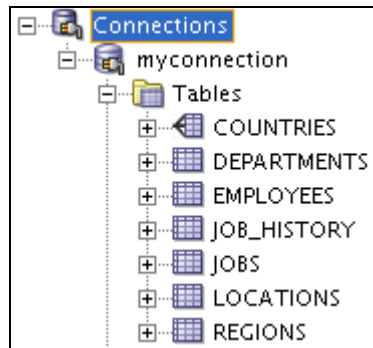 Connections
myconnection
Tables
COUNTRIES
DEPARTMENTS
EMPLOYEES
JOB_HISTORY
JOBS
LOCATIONS
REGIONS